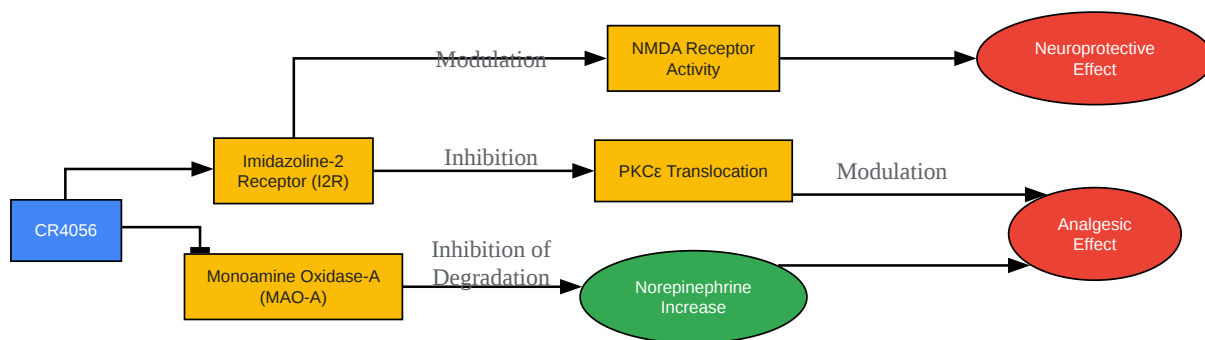 NMDA Receptor
Activity
Neuroprotective
Effect
Modulation
Imidazoline-2
Receptor (I2R)
Inhibition
PKCε Translocation
Modulation
CR4056
Analgesic
Effect
Monoamine Oxidase-A
(MAO-A)
Inhibition of
Degradation
Norepinephrine
Increase